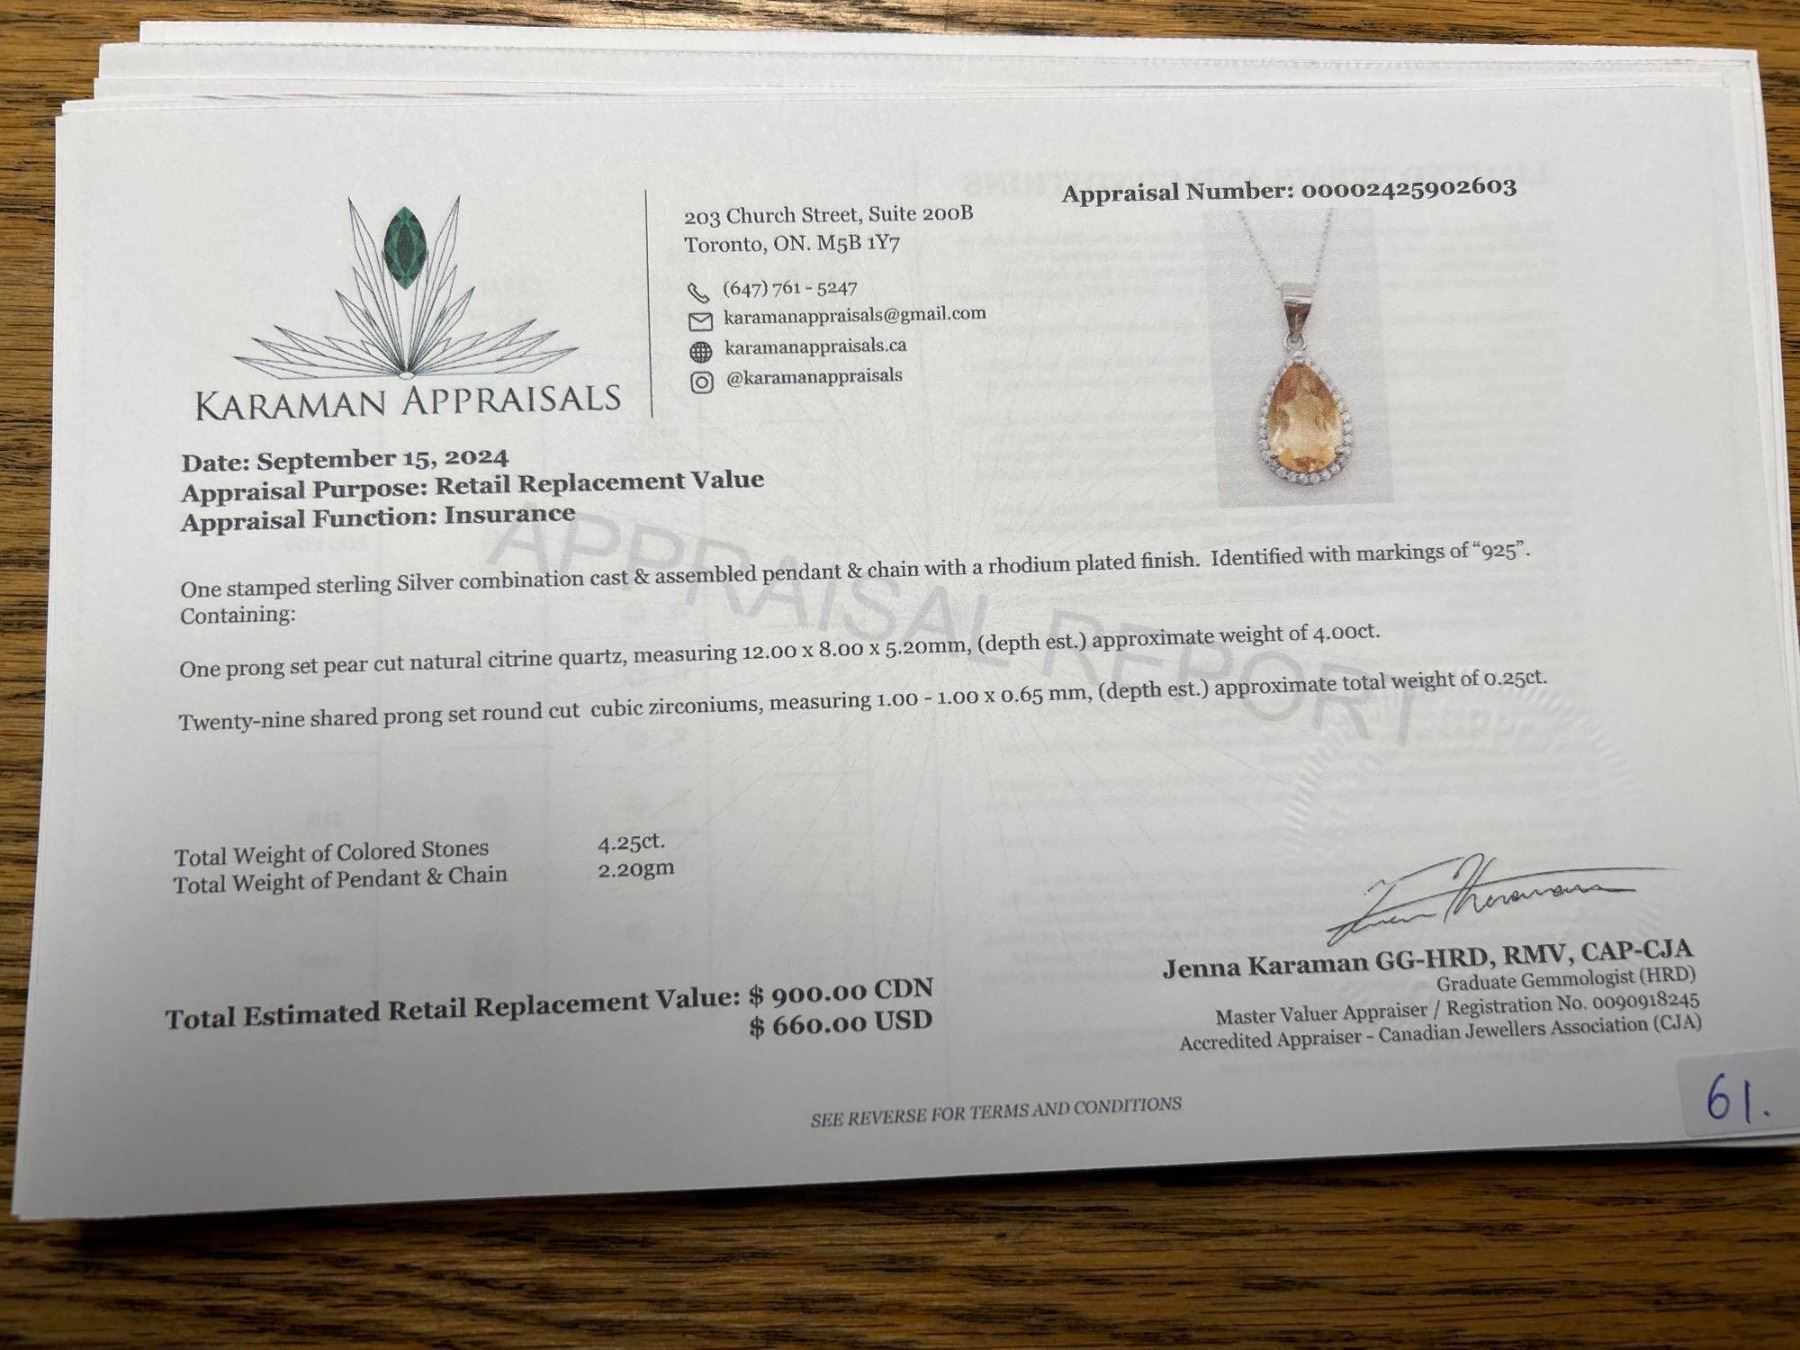 KARAMAN APPRAISALS
203 Church Street, Suite 200B
Toronto, ON. M5B 1Y7
(647) 761 - 5247
karamanappraisals@gmail.com
karamanappraisals.ca
@karamanappraisals
Appraisal Number: 00002425902603
Date: September 15, 2024
Appraisal Purpose: Retail Replacement Value
Appraisal Function: Insurance
APPRAISAL REPORT
One stamped sterling Silver combination cast & assembled pendant & chain with a rhodium plated finish. Identified with markings of “925”.
Containing:
One prong set pear cut natural citrine quartz, measuring 12.00 x 8.00 x 5.20mm, (depth est.) approximate weight of 4.00ct.
Twenty-nine shared prong set round cut cubic zirconiums, measuring 1.00 - 1.00 x 0.65 mm, (depth est.) approximate total weight of 0.25ct.
Total Weight of Colored Stones 4.25ct.
Total Weight of Pendant & Chain 2.20gm
Total Estimated Retail Replacement Value: $ 900.00 CDN
$ 660.00 USD
Jenna Karaman GG-HRD, RMV, CAP-CJA
Graduate Gemmologist (HRD)
Master Valuer Appraiser / Registration No. 0090918245
Accredited Appraiser - Canadian Jewellers Association (CJA)
SEE REVERSE FOR TERMS AND CONDITIONS
61.